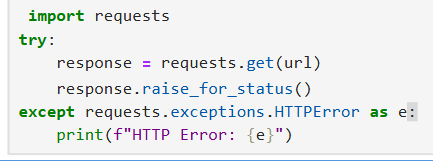 import requests
try:
    response = requests.get(url)
    response.raise_for_status()
except requests.exceptions.HTTPError as e:
    print(f"HTTP Error: {e}")